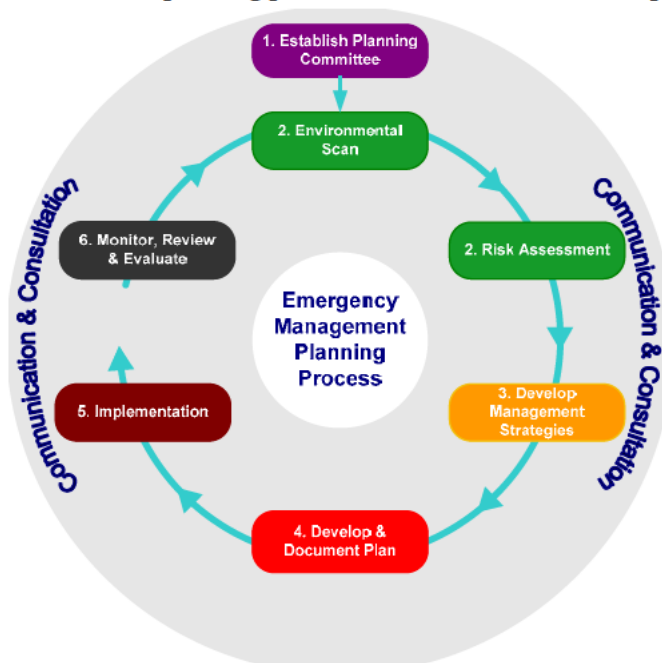 1. Establish Planning
Committee
2. Environmental
Scan
6. Monitor, Review
& Evaluate
2. Risk Assessment
Emergency
Management
Planning
Process
5. Implementation
3. Develop
Management
Strategies
4. Develop &
Document Plan
Communication & Consultation
Communication & Consultation